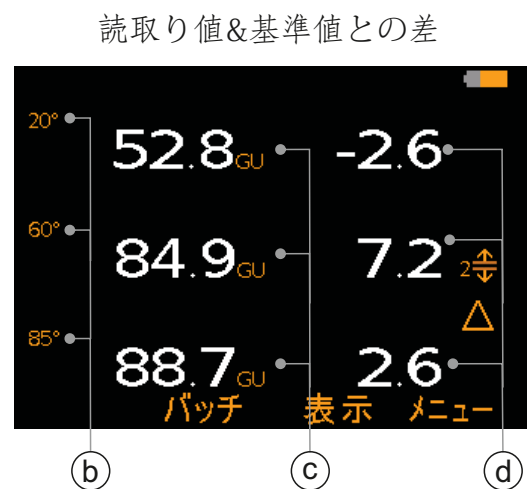 読取り値&基準値との差
20° 52.8GU -2.6
60° 84.9GU 7.2 2
85° 88.7GU 2.6
バッチ 表示 メニュー
b c d